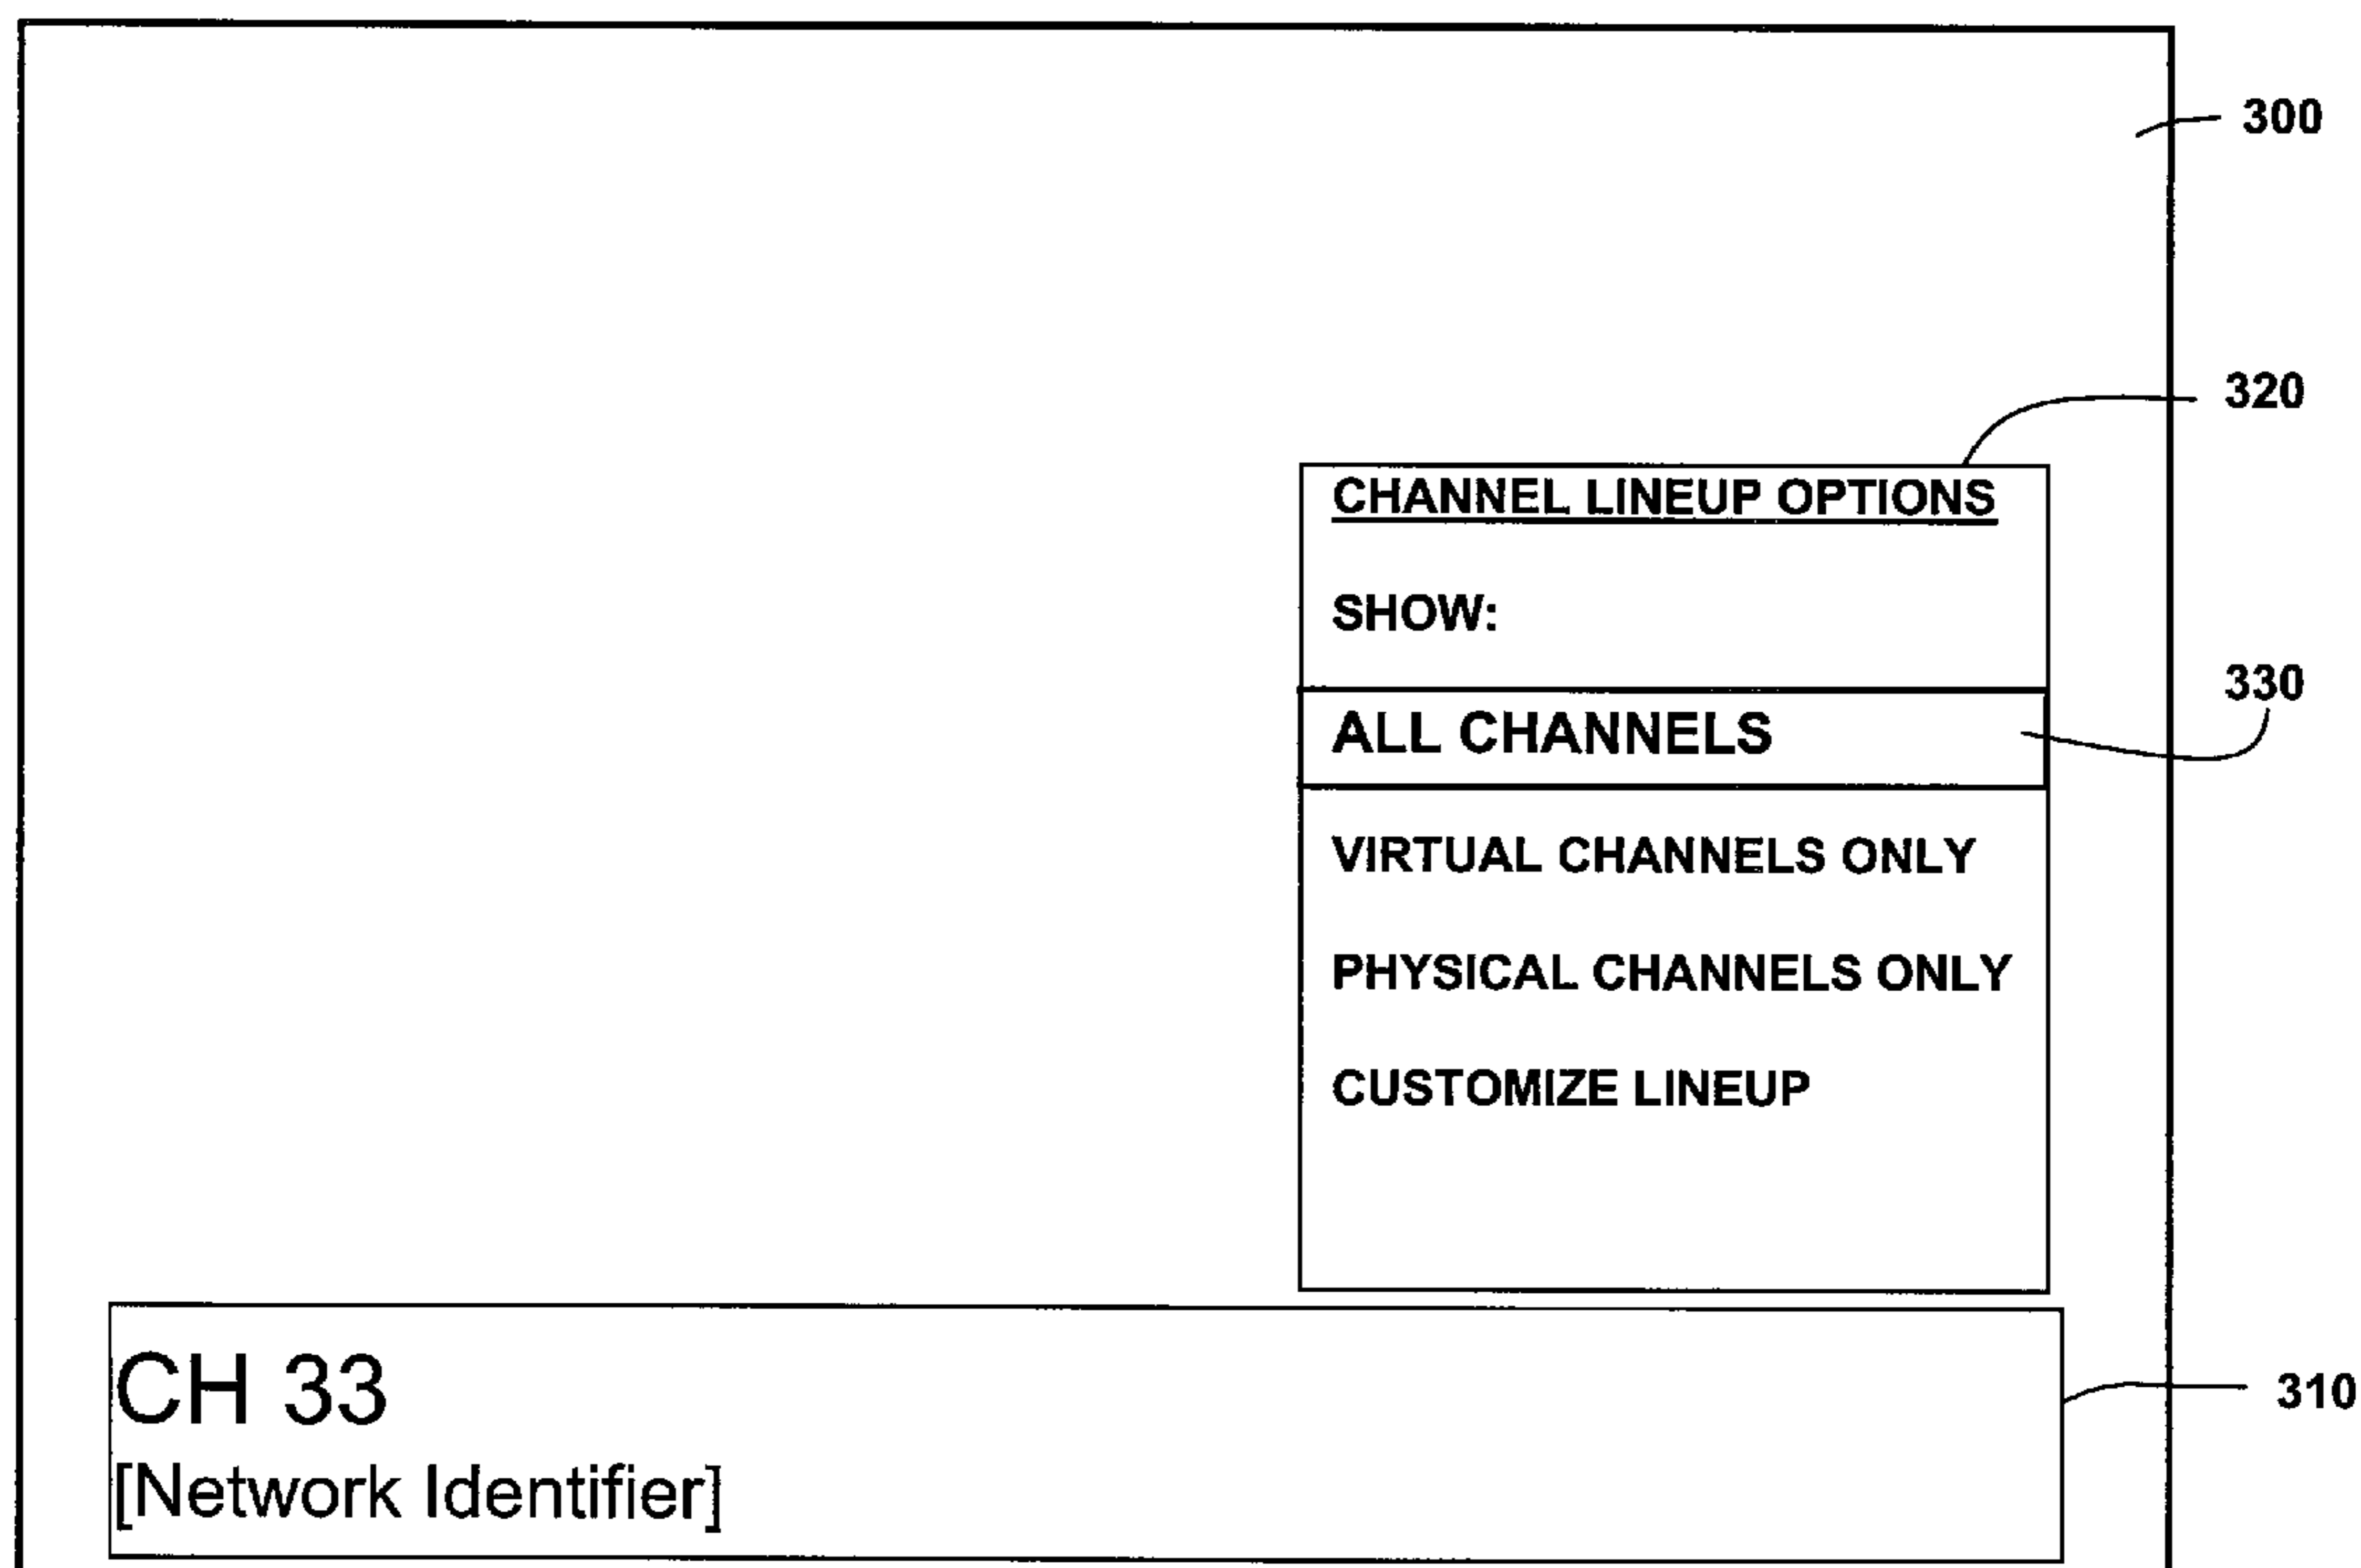 300
320
CHANNEL LINEUP OPTIONS
SHOW:
330
ALL CHANNELS
VIRTUAL CHANNELS ONLY
PHYSICAL CHANNELS ONLY
CUSTOMIZE LINEUP
CH 33
310
[Network Identifier]